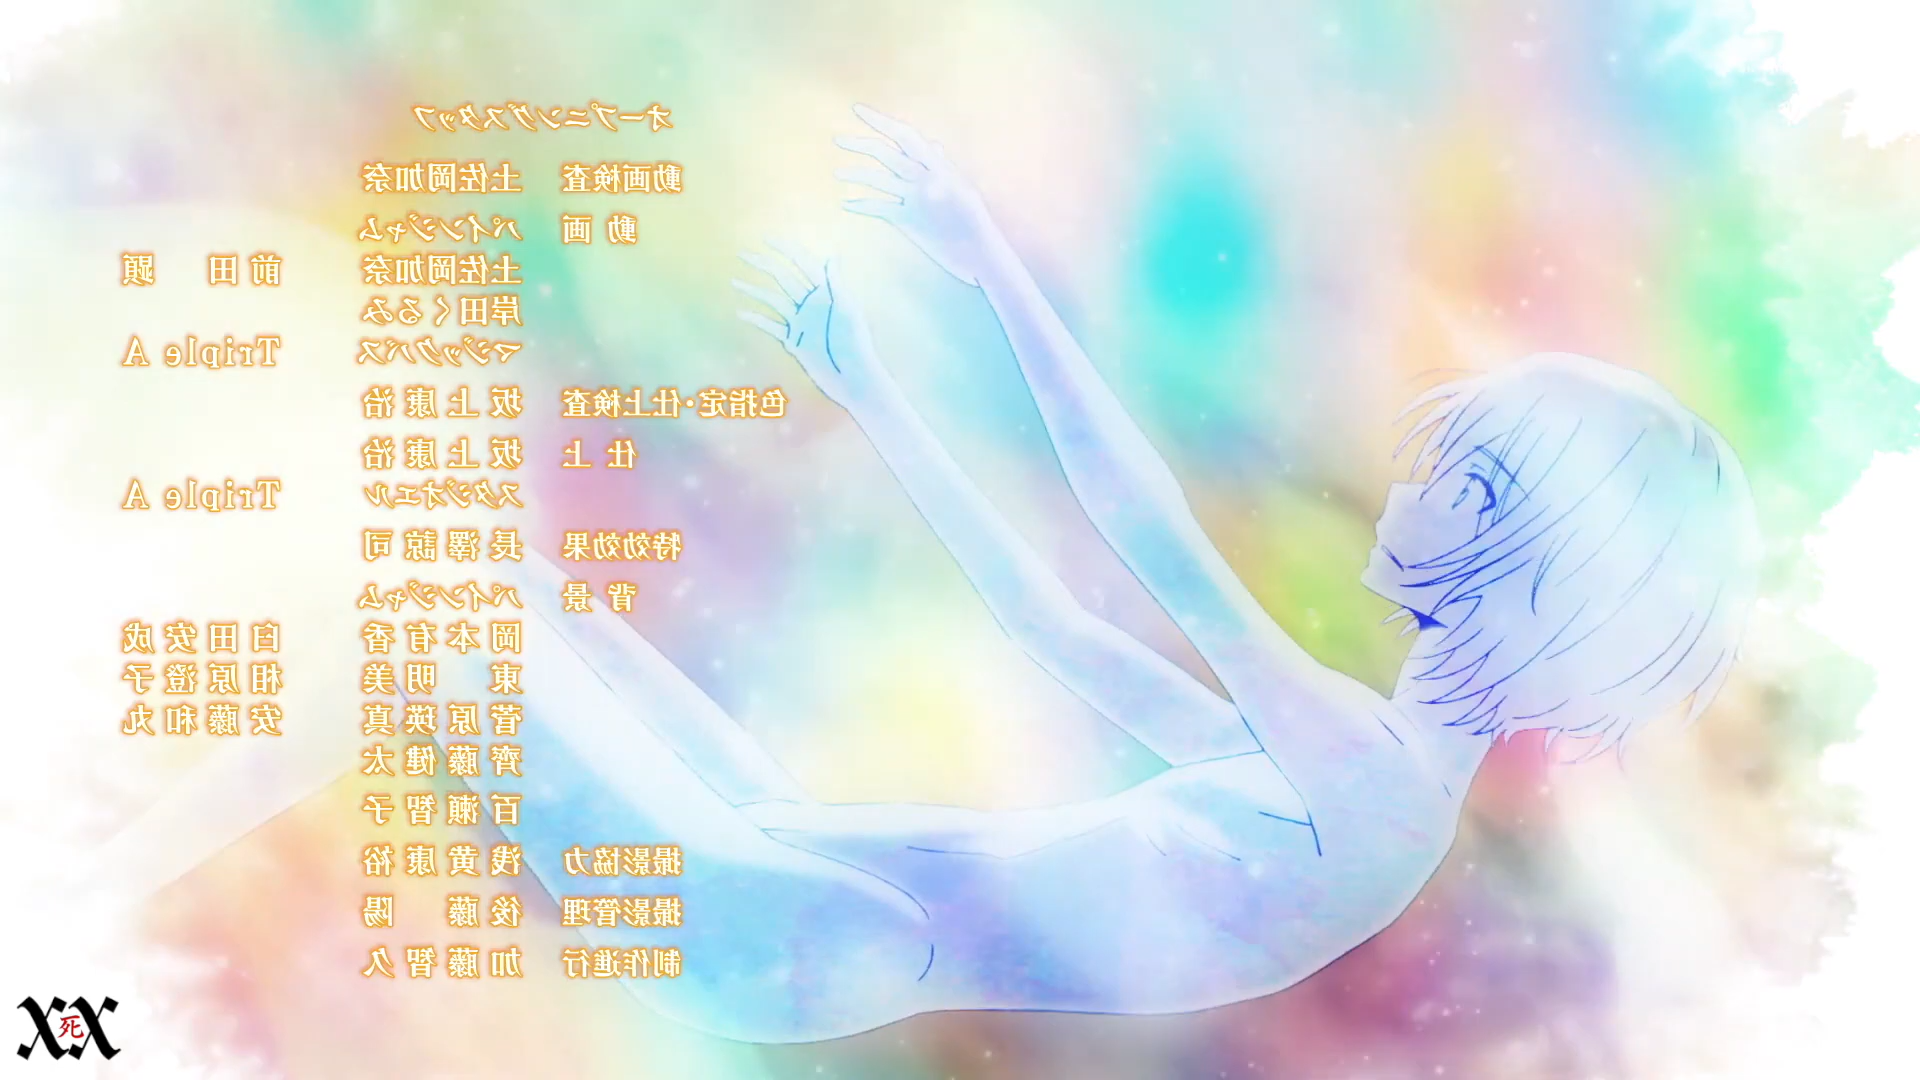 オープニングスタッフ
動画検査 土佐岡加奈
動画 パインジャム
土佐岡加奈 前田 顕
岸田くるみ
マジックバス Triple A
色指定・仕上検査 坂上康治
仕上 坂上康治
スタジオエル Triple A
特効効果 長澤諒司
背景 パインジャム
岡本有香 臼田安成
東 明美 相原澄子
菅原瑛真 安藤和丸
齊藤健太
百瀬智子
撮影協力 浅黄康裕
撮影管理 後藤 陽
制作進行 加藤智久
XX
死